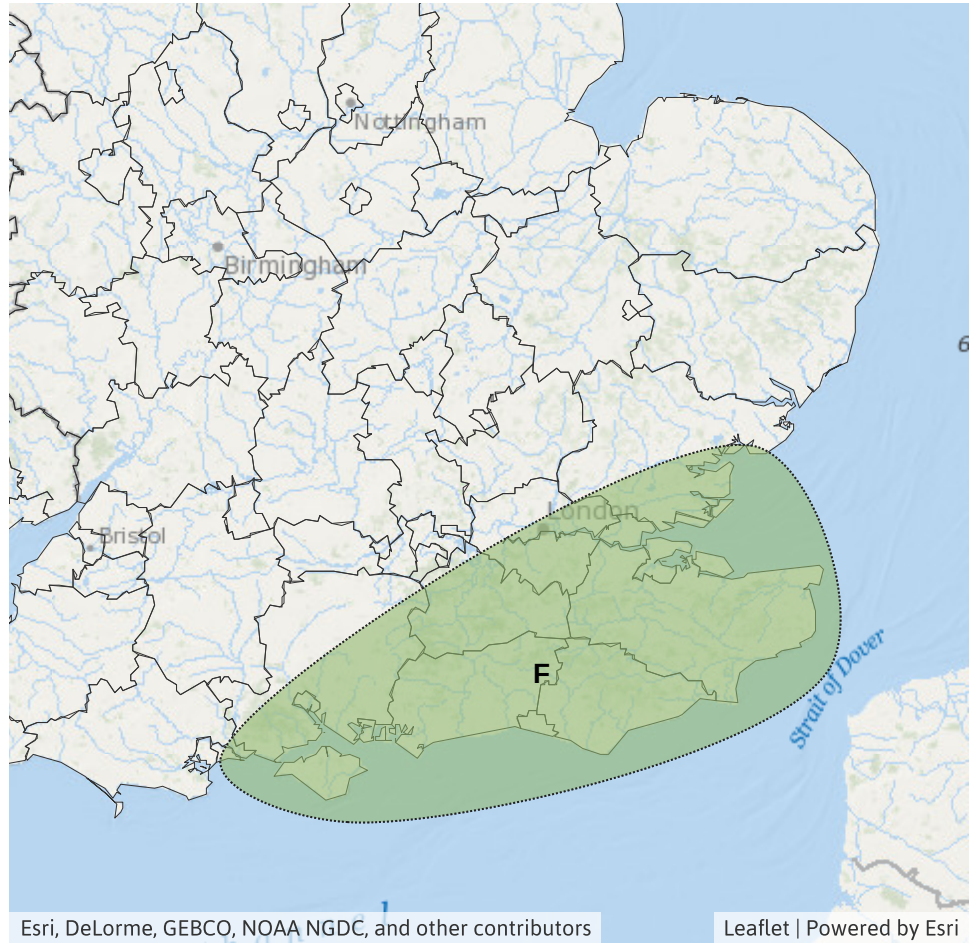 Nottingham
Birmingham
6
London
Bristol
F
Strait of Dover
Esri, DeLorme, GEBCO, NOAA NGDC, and other contributors
Leaflet | Powered by Esri